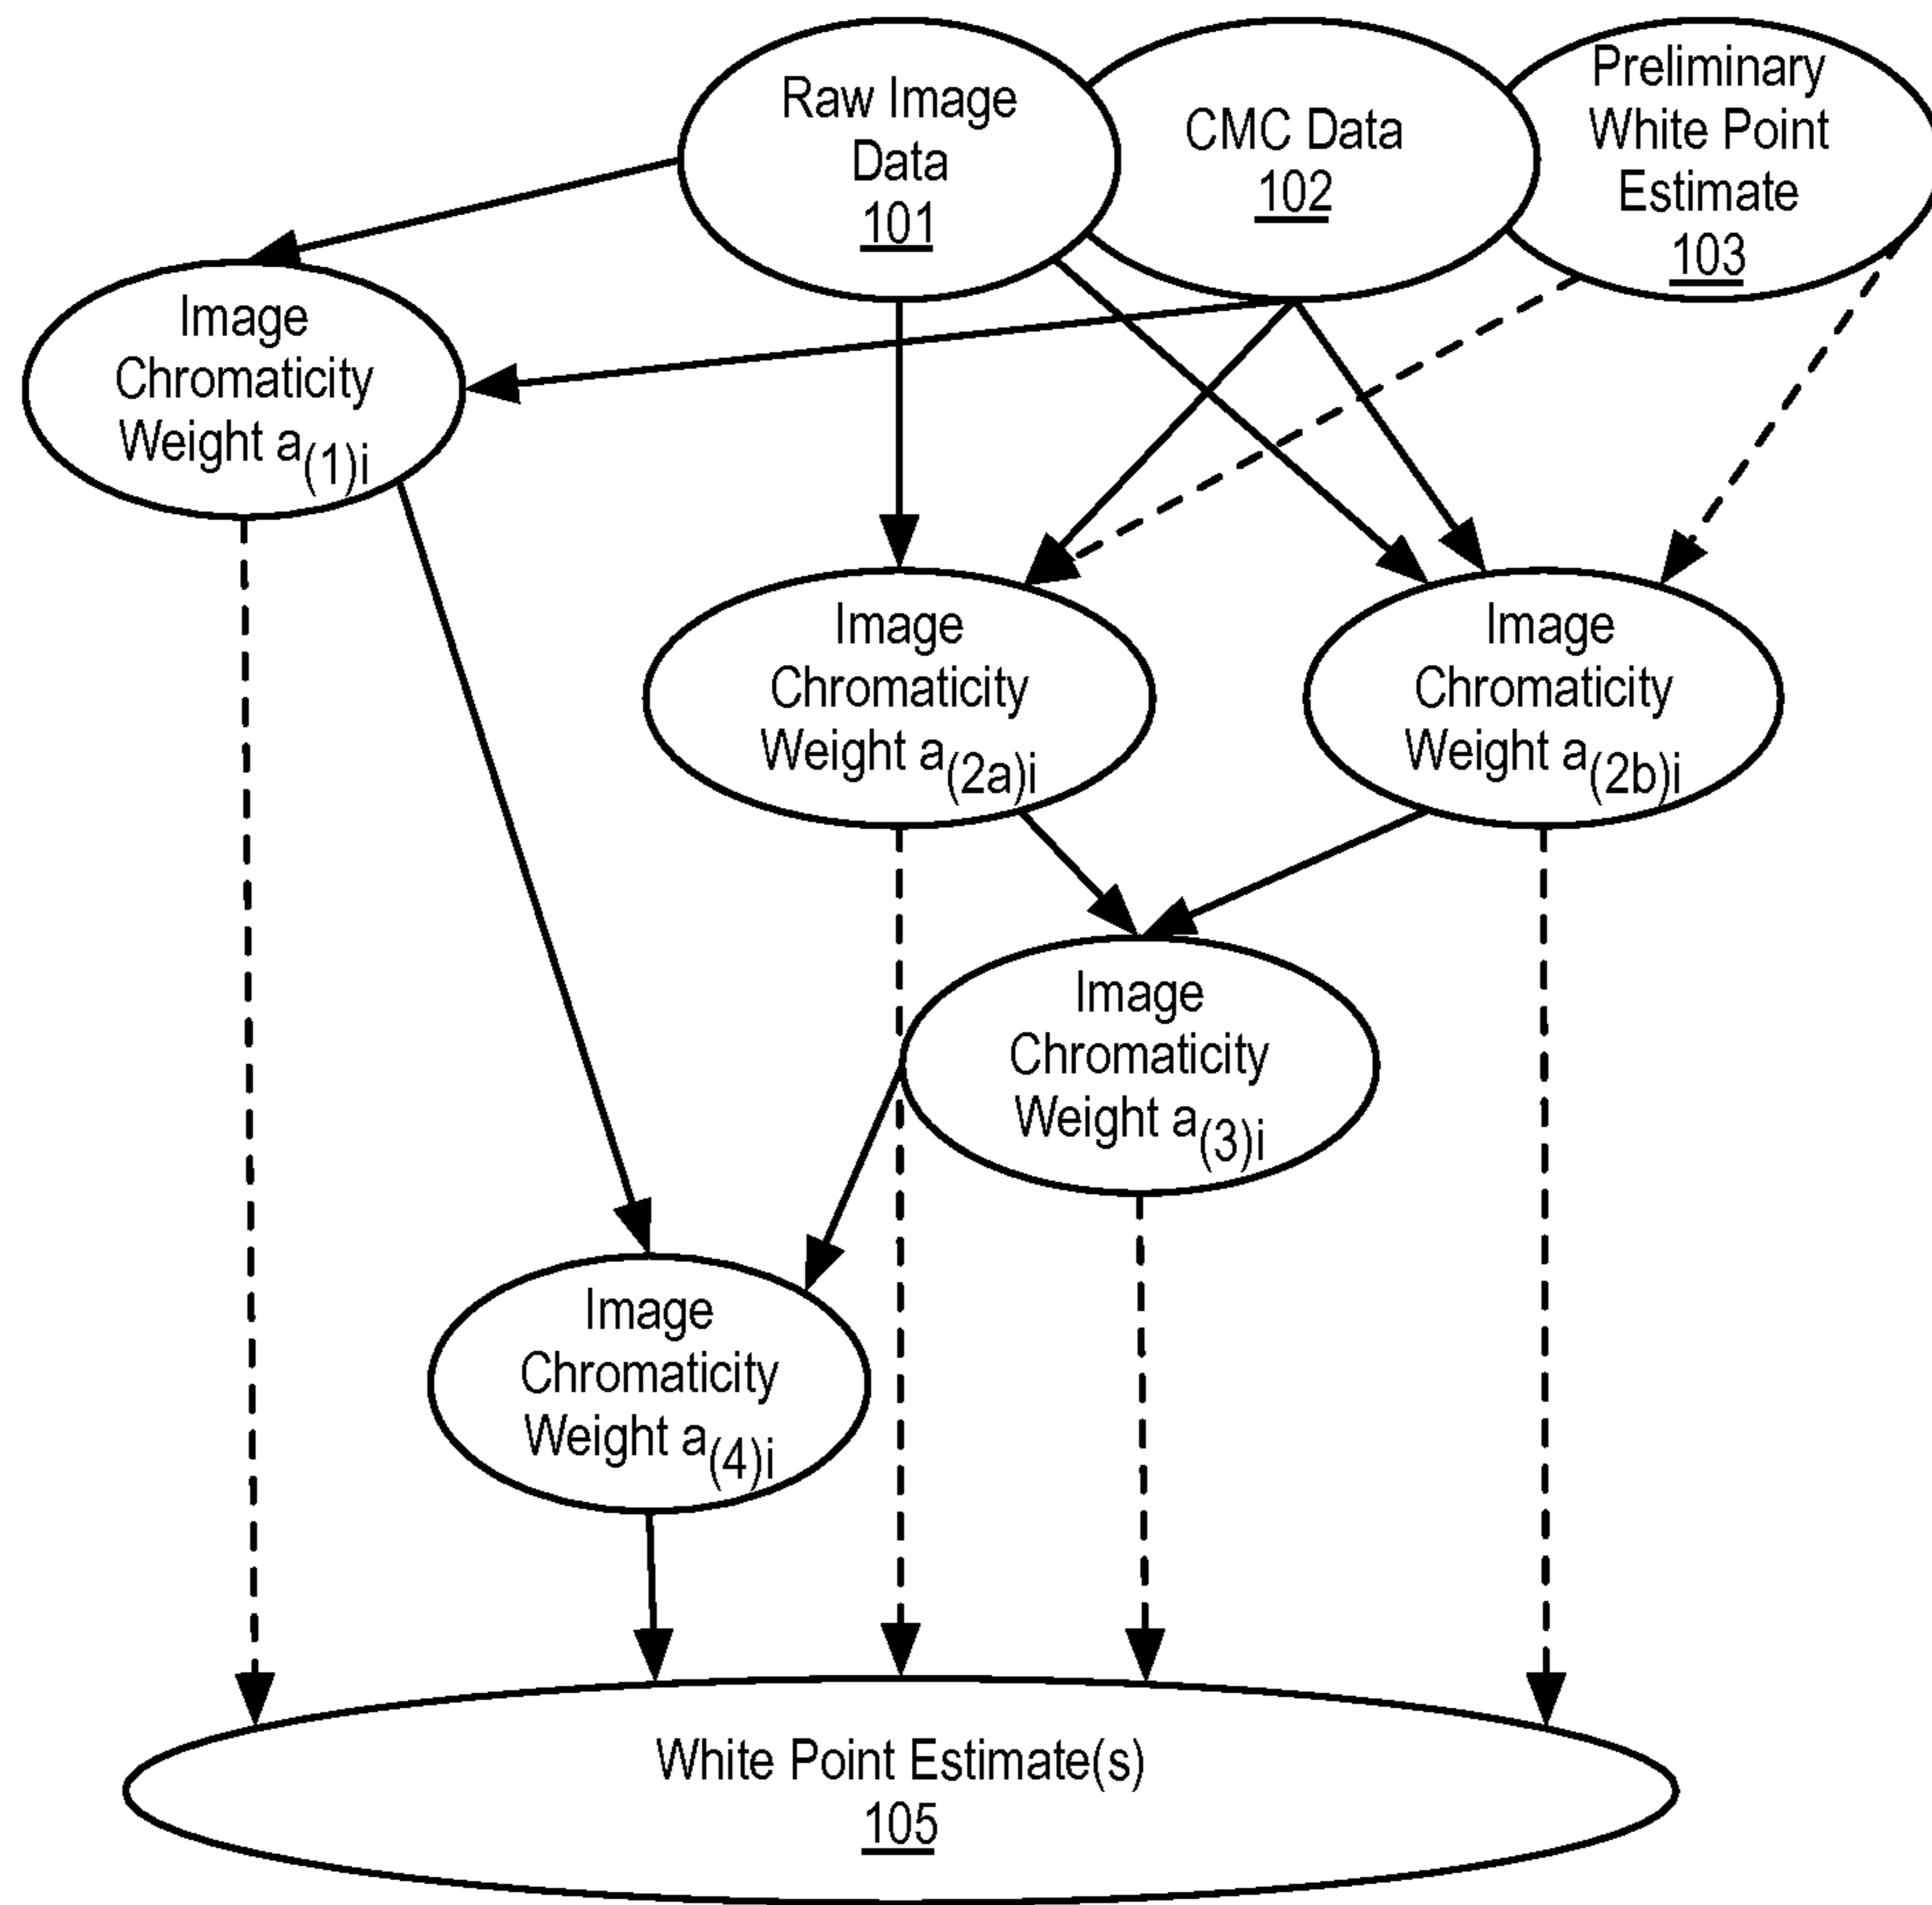 Raw Image
Data
101
CMC Data
102
Preliminary
White Point
Estimate
103
Image
Chromaticity
Weight a(1)i
Image
Chromaticity
Weight a(2a)i
Image
Chromaticity
Weight a(2b)i
Image
Chromaticity
Weight a(3)i
Image
Chromaticity
Weight a(4)i
White Point Estimate(s)
105